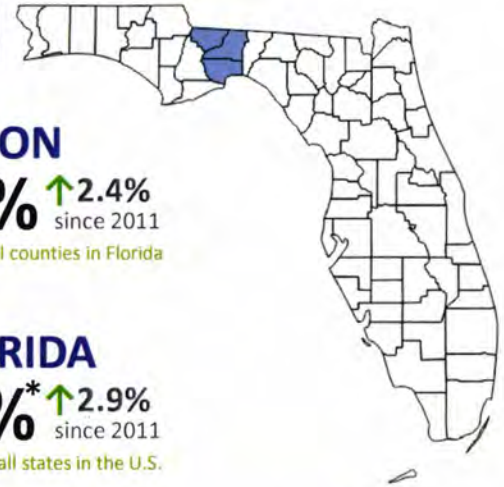 ON
% ↑2.4%
since 2011
l counties in Florida
RIDA
%* ↑2.9%
since 2011
all states in the U.S.